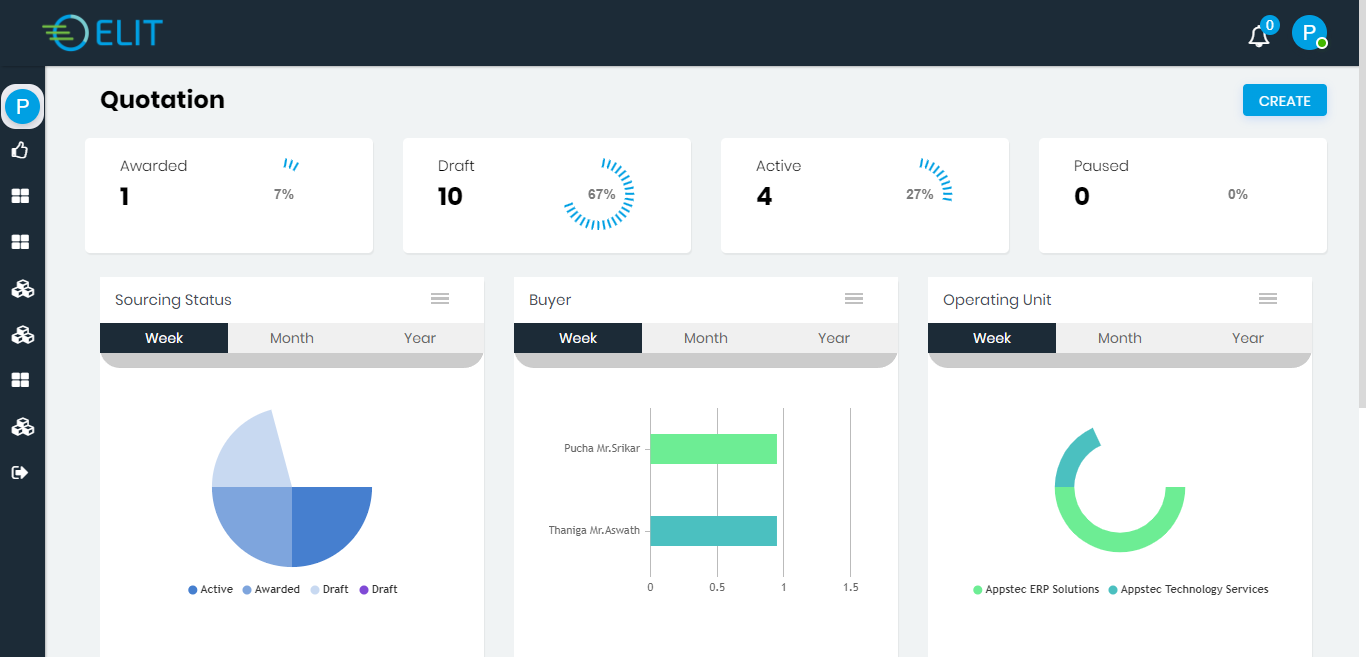 ELIT
0
P
P
Quotation
CREATE
Awarded
1
7%
Draft
10
67%
Active
4
27%
Paused
0
0%
Sourcing Status
Week Month Year
Active Awarded Draft Draft
Buyer
Week Month Year
Pucha Mr.Srikar
Thaniga Mr.Aswath
0 0.5 1 1.5
Operating Unit
Week Month Year
Appstec ERP Solutions Appstec Technology Services